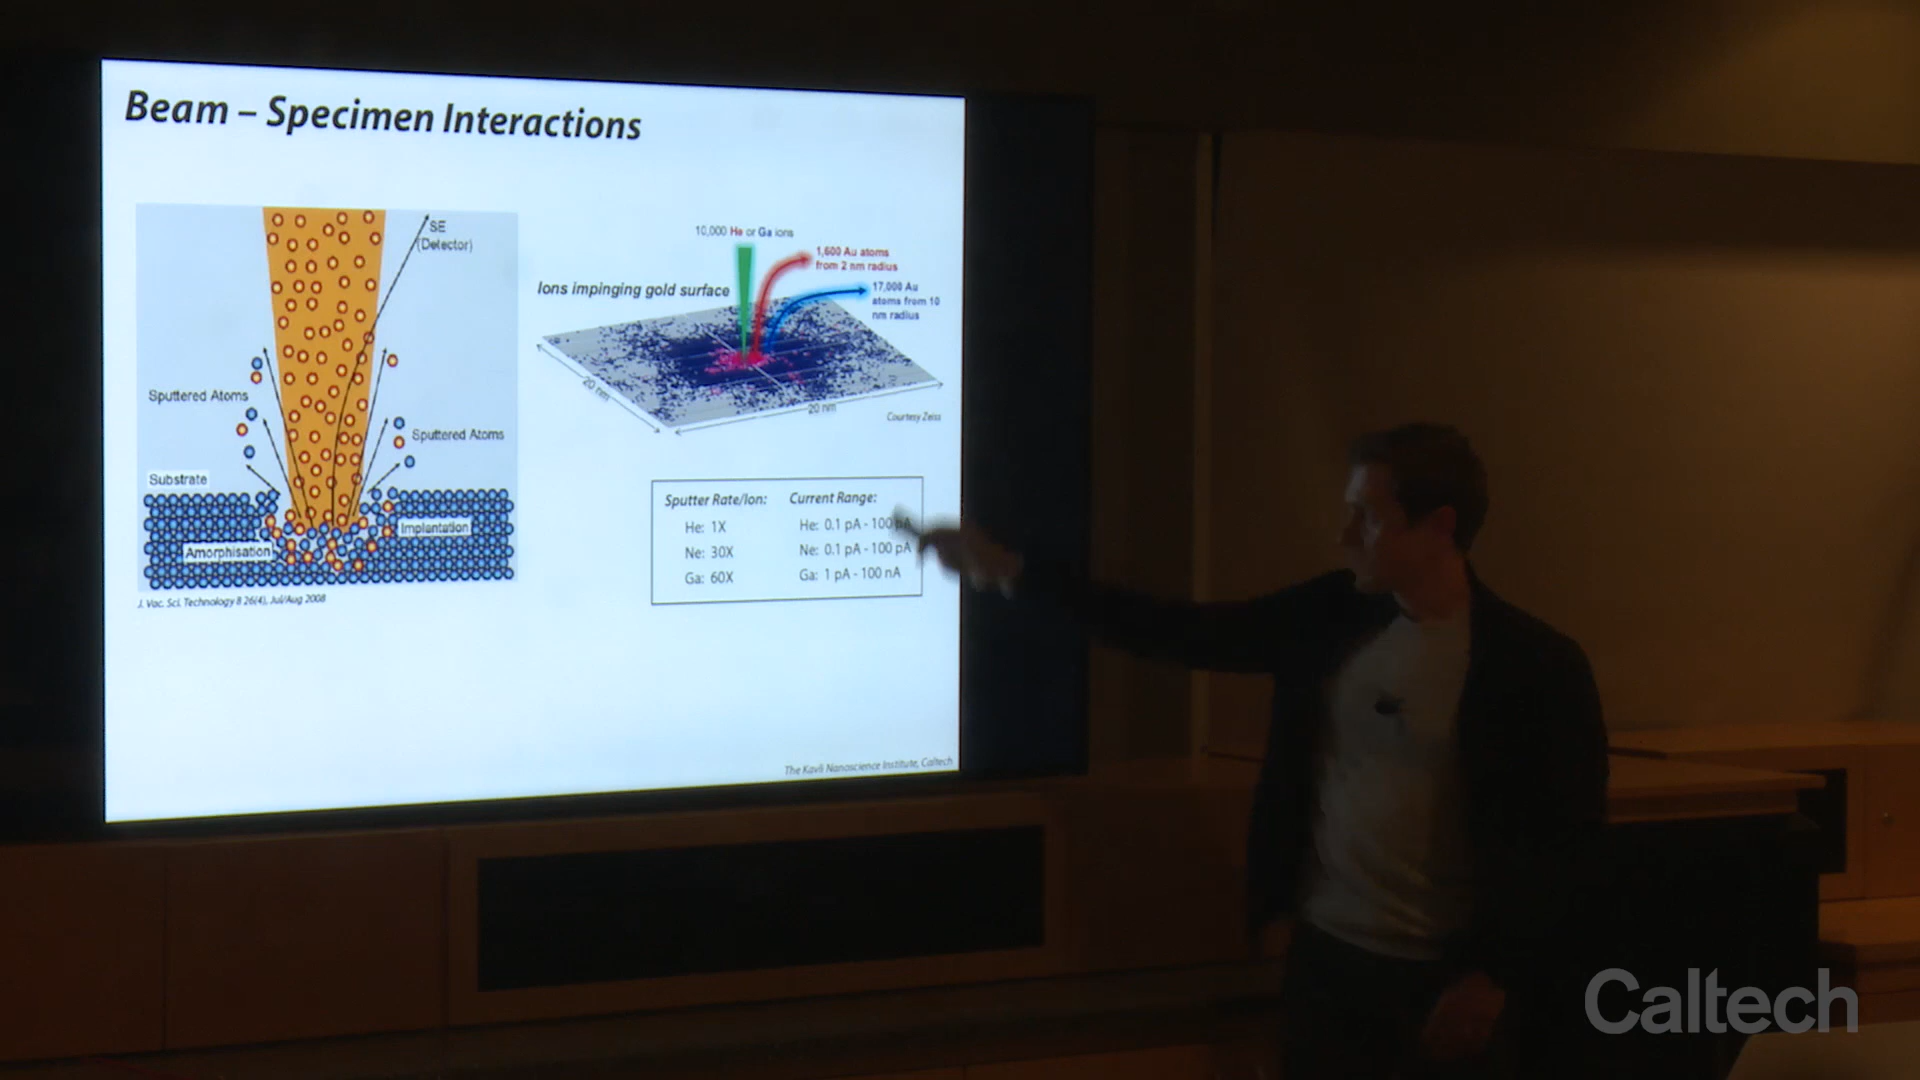 Beam – Specimen Interactions
SE
(Detector)
Sputtered Atoms
Sputtered Atoms
Substrate
Implantation
Amorphisation
J. Vac. Sci. Technology B 26(4), Jul/Aug 2008
10,000 He or Ga ions
1,600 Au atoms
from 2 nm radius
Ions impinging gold surface
17,000 Au
atoms from 10
nm radius
20 nm
20 nm
Courtesy Zeiss
Sputter Rate/Ion: Current Range:
He: 1X He: 0.1 pA - 100 pA
Ne: 30X Ne: 0.1 pA - 100 pA
Ga: 60X Ga: 1 pA - 100 nA
The Kavli Nanoscience Institute, Caltech
Caltech